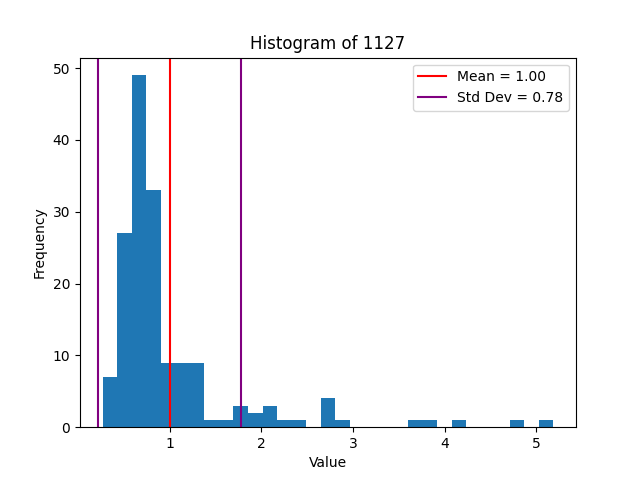 Histogram of 1127
Mean = 1.00
Std Dev = 0.78
Frequency
50
40
30
20
10
0
1 2 3 4 5
Value